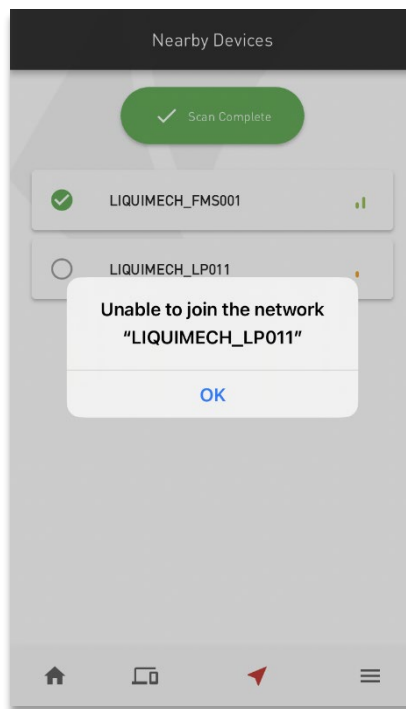 Nearby Devices
Scan Complete
LIQUIMECH_FMS001
LIQUIMECH_LP011
Unable to join the network
“LIQUIMECH_LP011”
OK